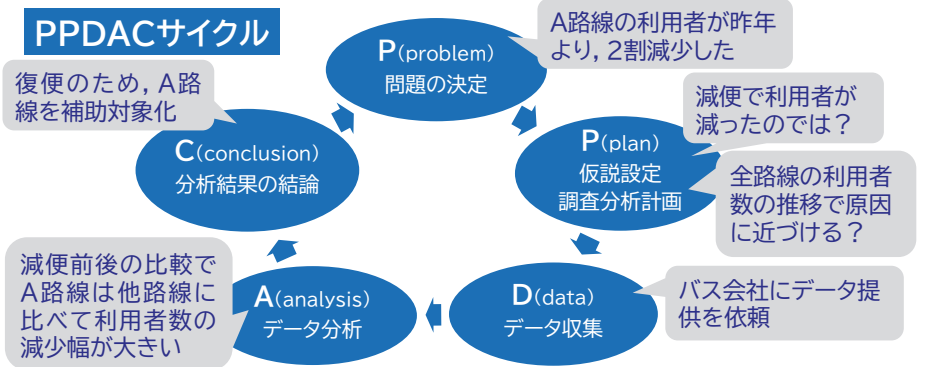 PPDACサイクル
P(problem)
問題の決定
A路線の利用者が昨年
より，2割減少した
P(plan)
仮説設定
調査分析計画
減便で利用者が
減ったのでは？
全路線の利用者
数の推移で原因
に近づける？
D(data)
データ収集
バス会社にデータ提
供を依頼
A(analysis)
データ分析
減便前後の比較で
A路線は他路線に
比べて利用者数の
減少幅が大きい
C(conclusion)
分析結果の結論
復便のため，A路
線を補助対象化